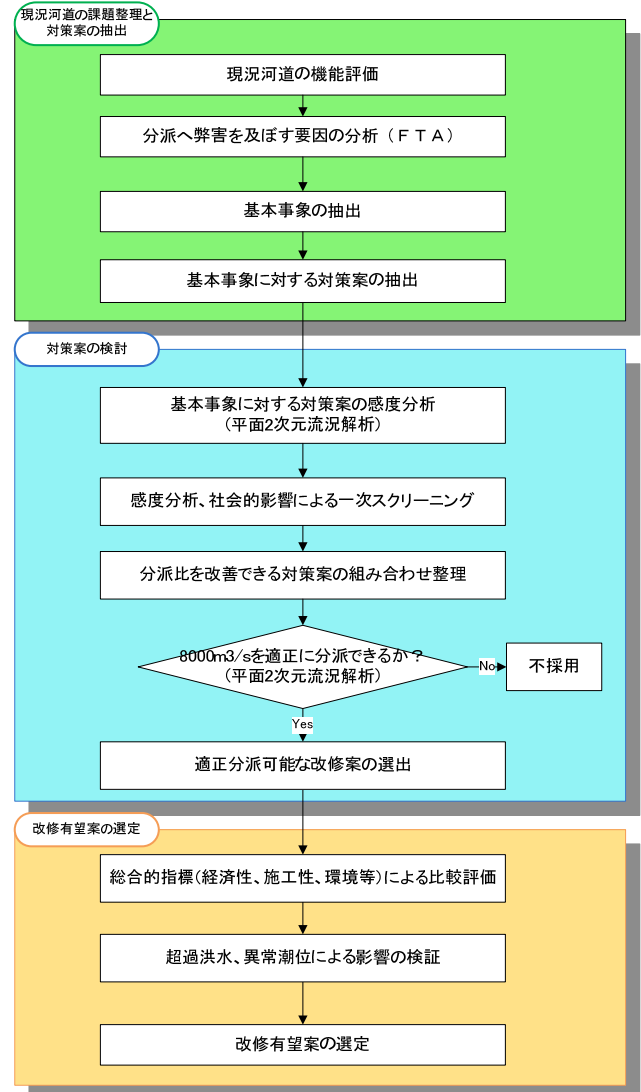 現況河道の課題整理と
対策案の抽出
現況河道の機能評価
分派へ弊害を及ぼす要因の分析（ＦＴＡ）
基本事象の抽出
基本事象に対する対策案の抽出
対策案の検討
基本事象に対する対策案の感度分析
（平面2次元流況解析）
感度分析、社会的影響による一次スクリーニング
分派比を改善できる対策案の組み合わせ整理
8000m3/sを適正に分派できるか？
（平面2次元流況解析）
No
不採用
Yes
適正分派可能な改修案の選出
改修有望案の選定
総合的指標（経済性、施工性、環境等）による比較評価
超過洪水、異常潮位による影響の検証
改修有望案の選定